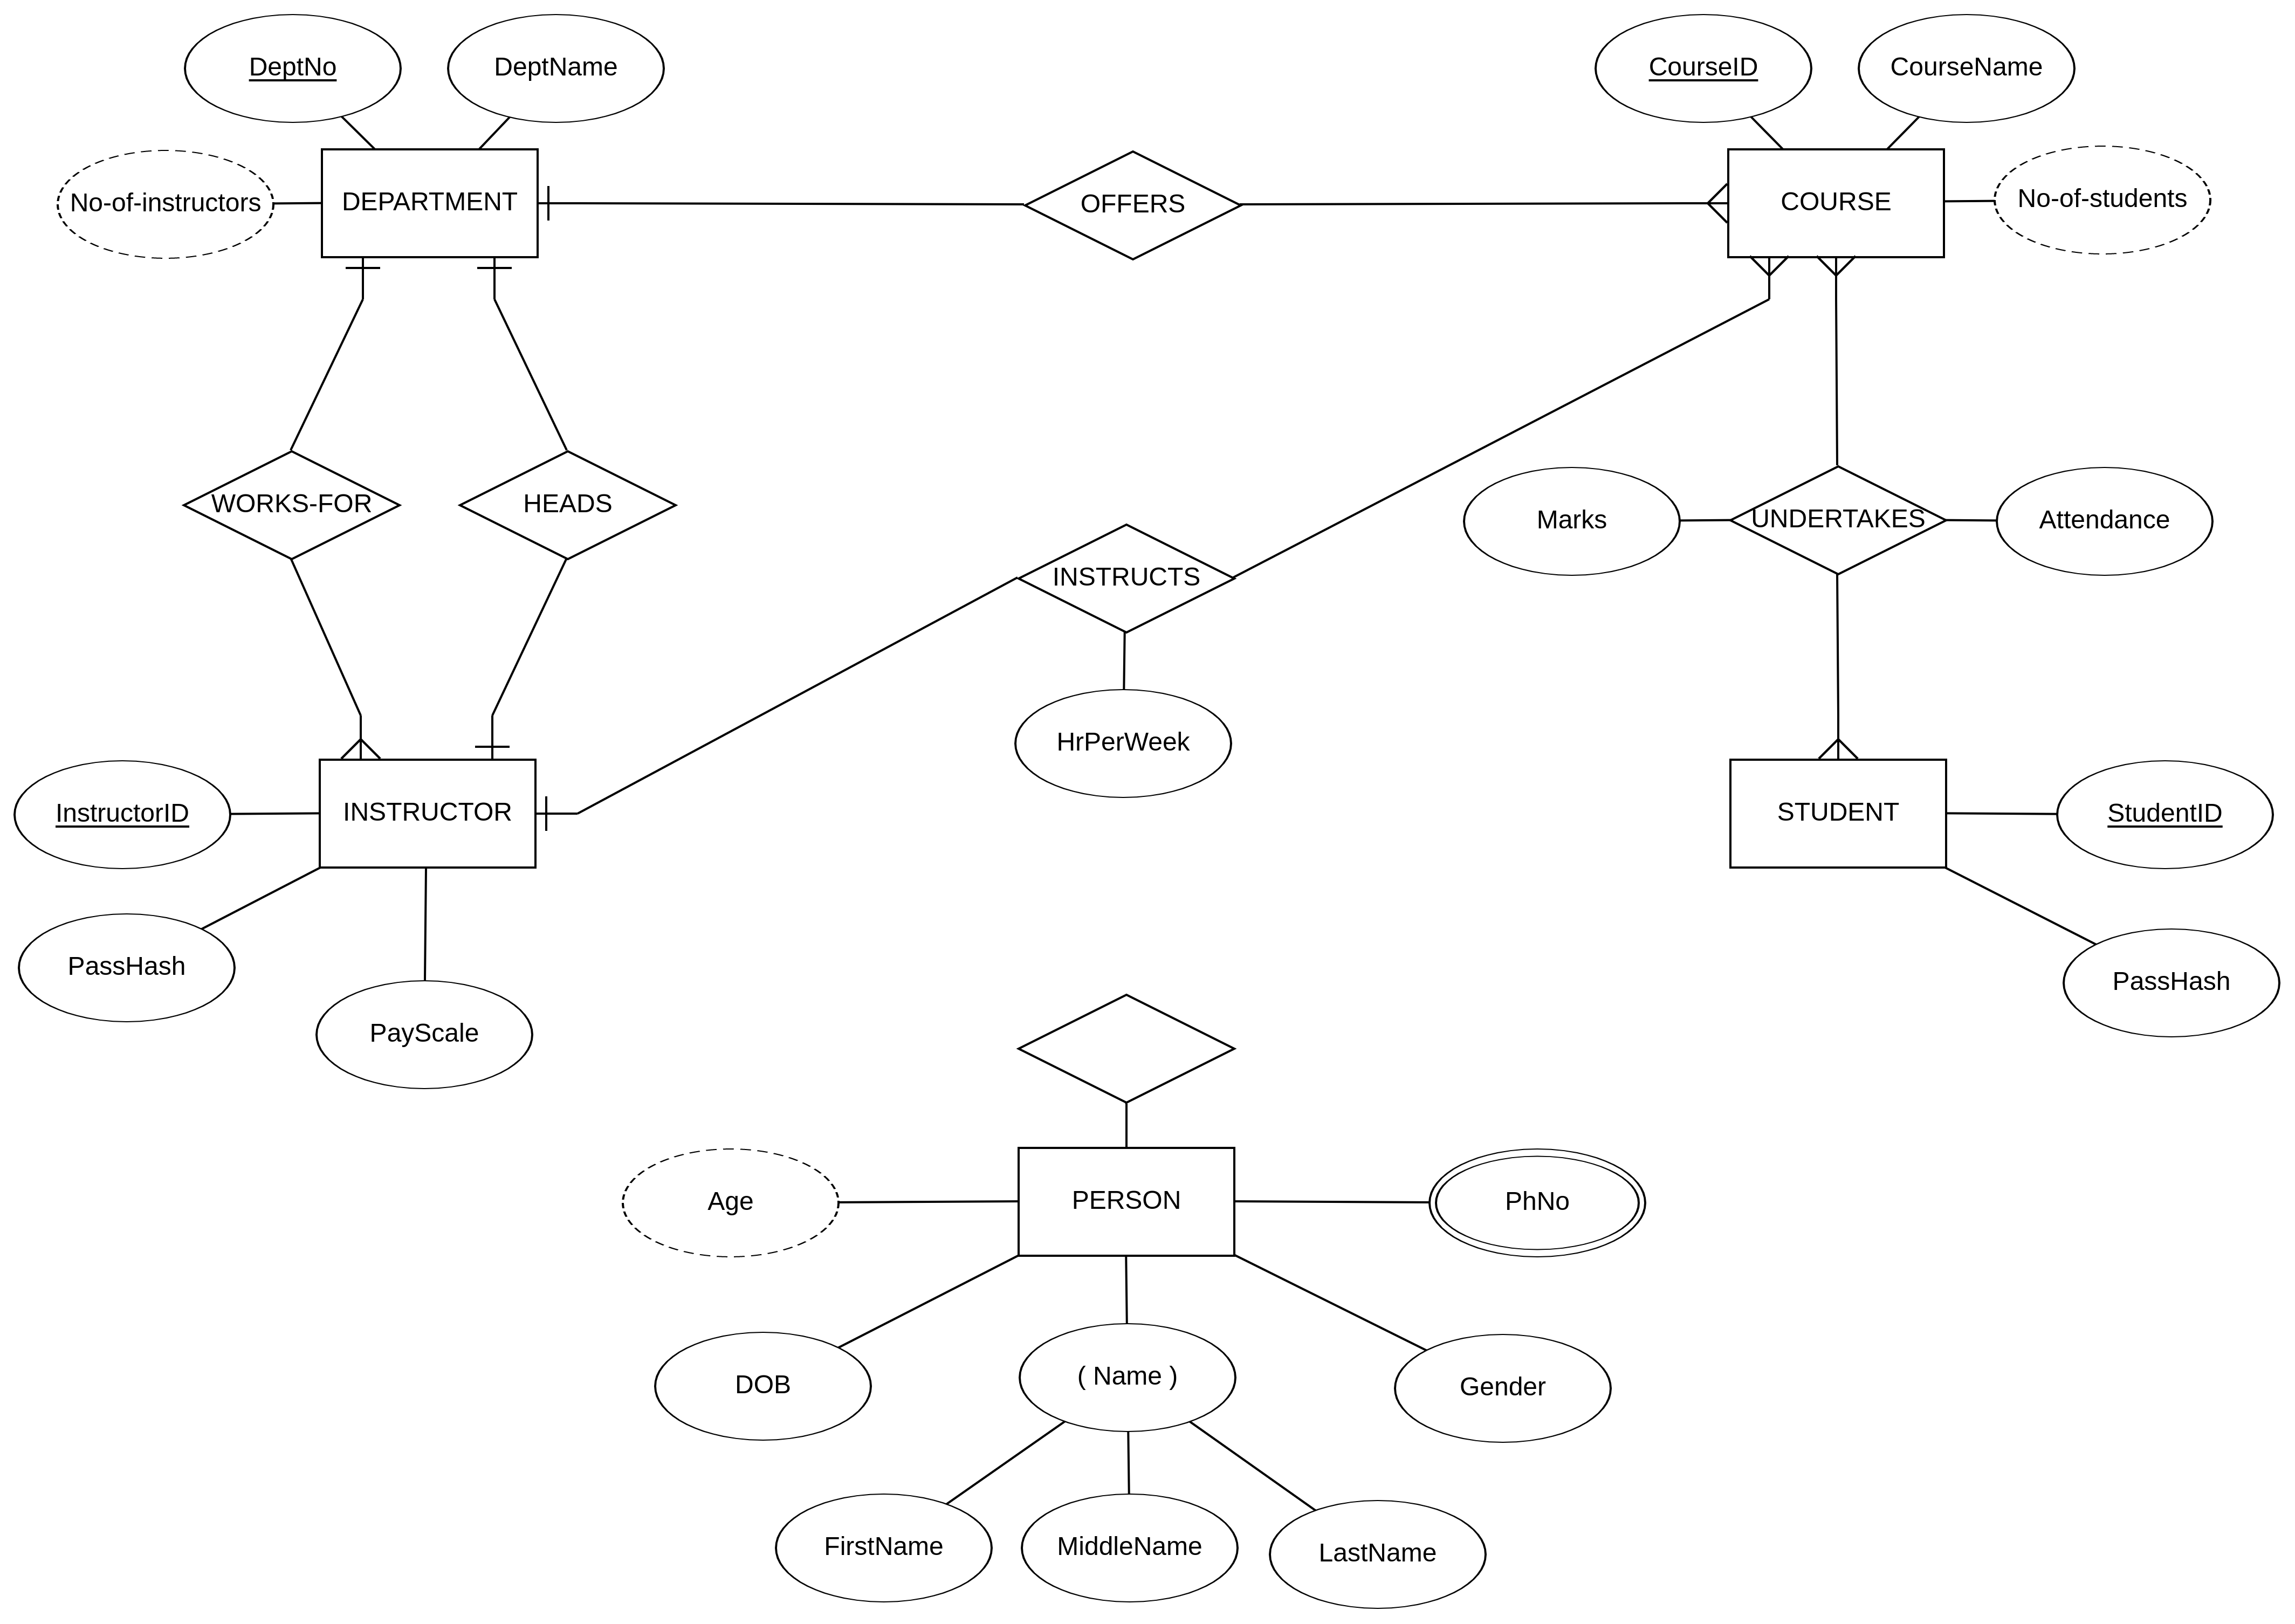 DeptNo
DeptName
CourseID
CourseName
No-of-instructors
DEPARTMENT
OFFERS
COURSE
No-of-students
WORKS-FOR
HEADS
INSTRUCTS
Marks
UNDERTAKES
Attendance
HrPerWeek
InstructorID
INSTRUCTOR
STUDENT
StudentID
PassHash
PayScale
PassHash
Age
PERSON
PhNo
DOB
( Name )
Gender
FirstName
MiddleName
LastName